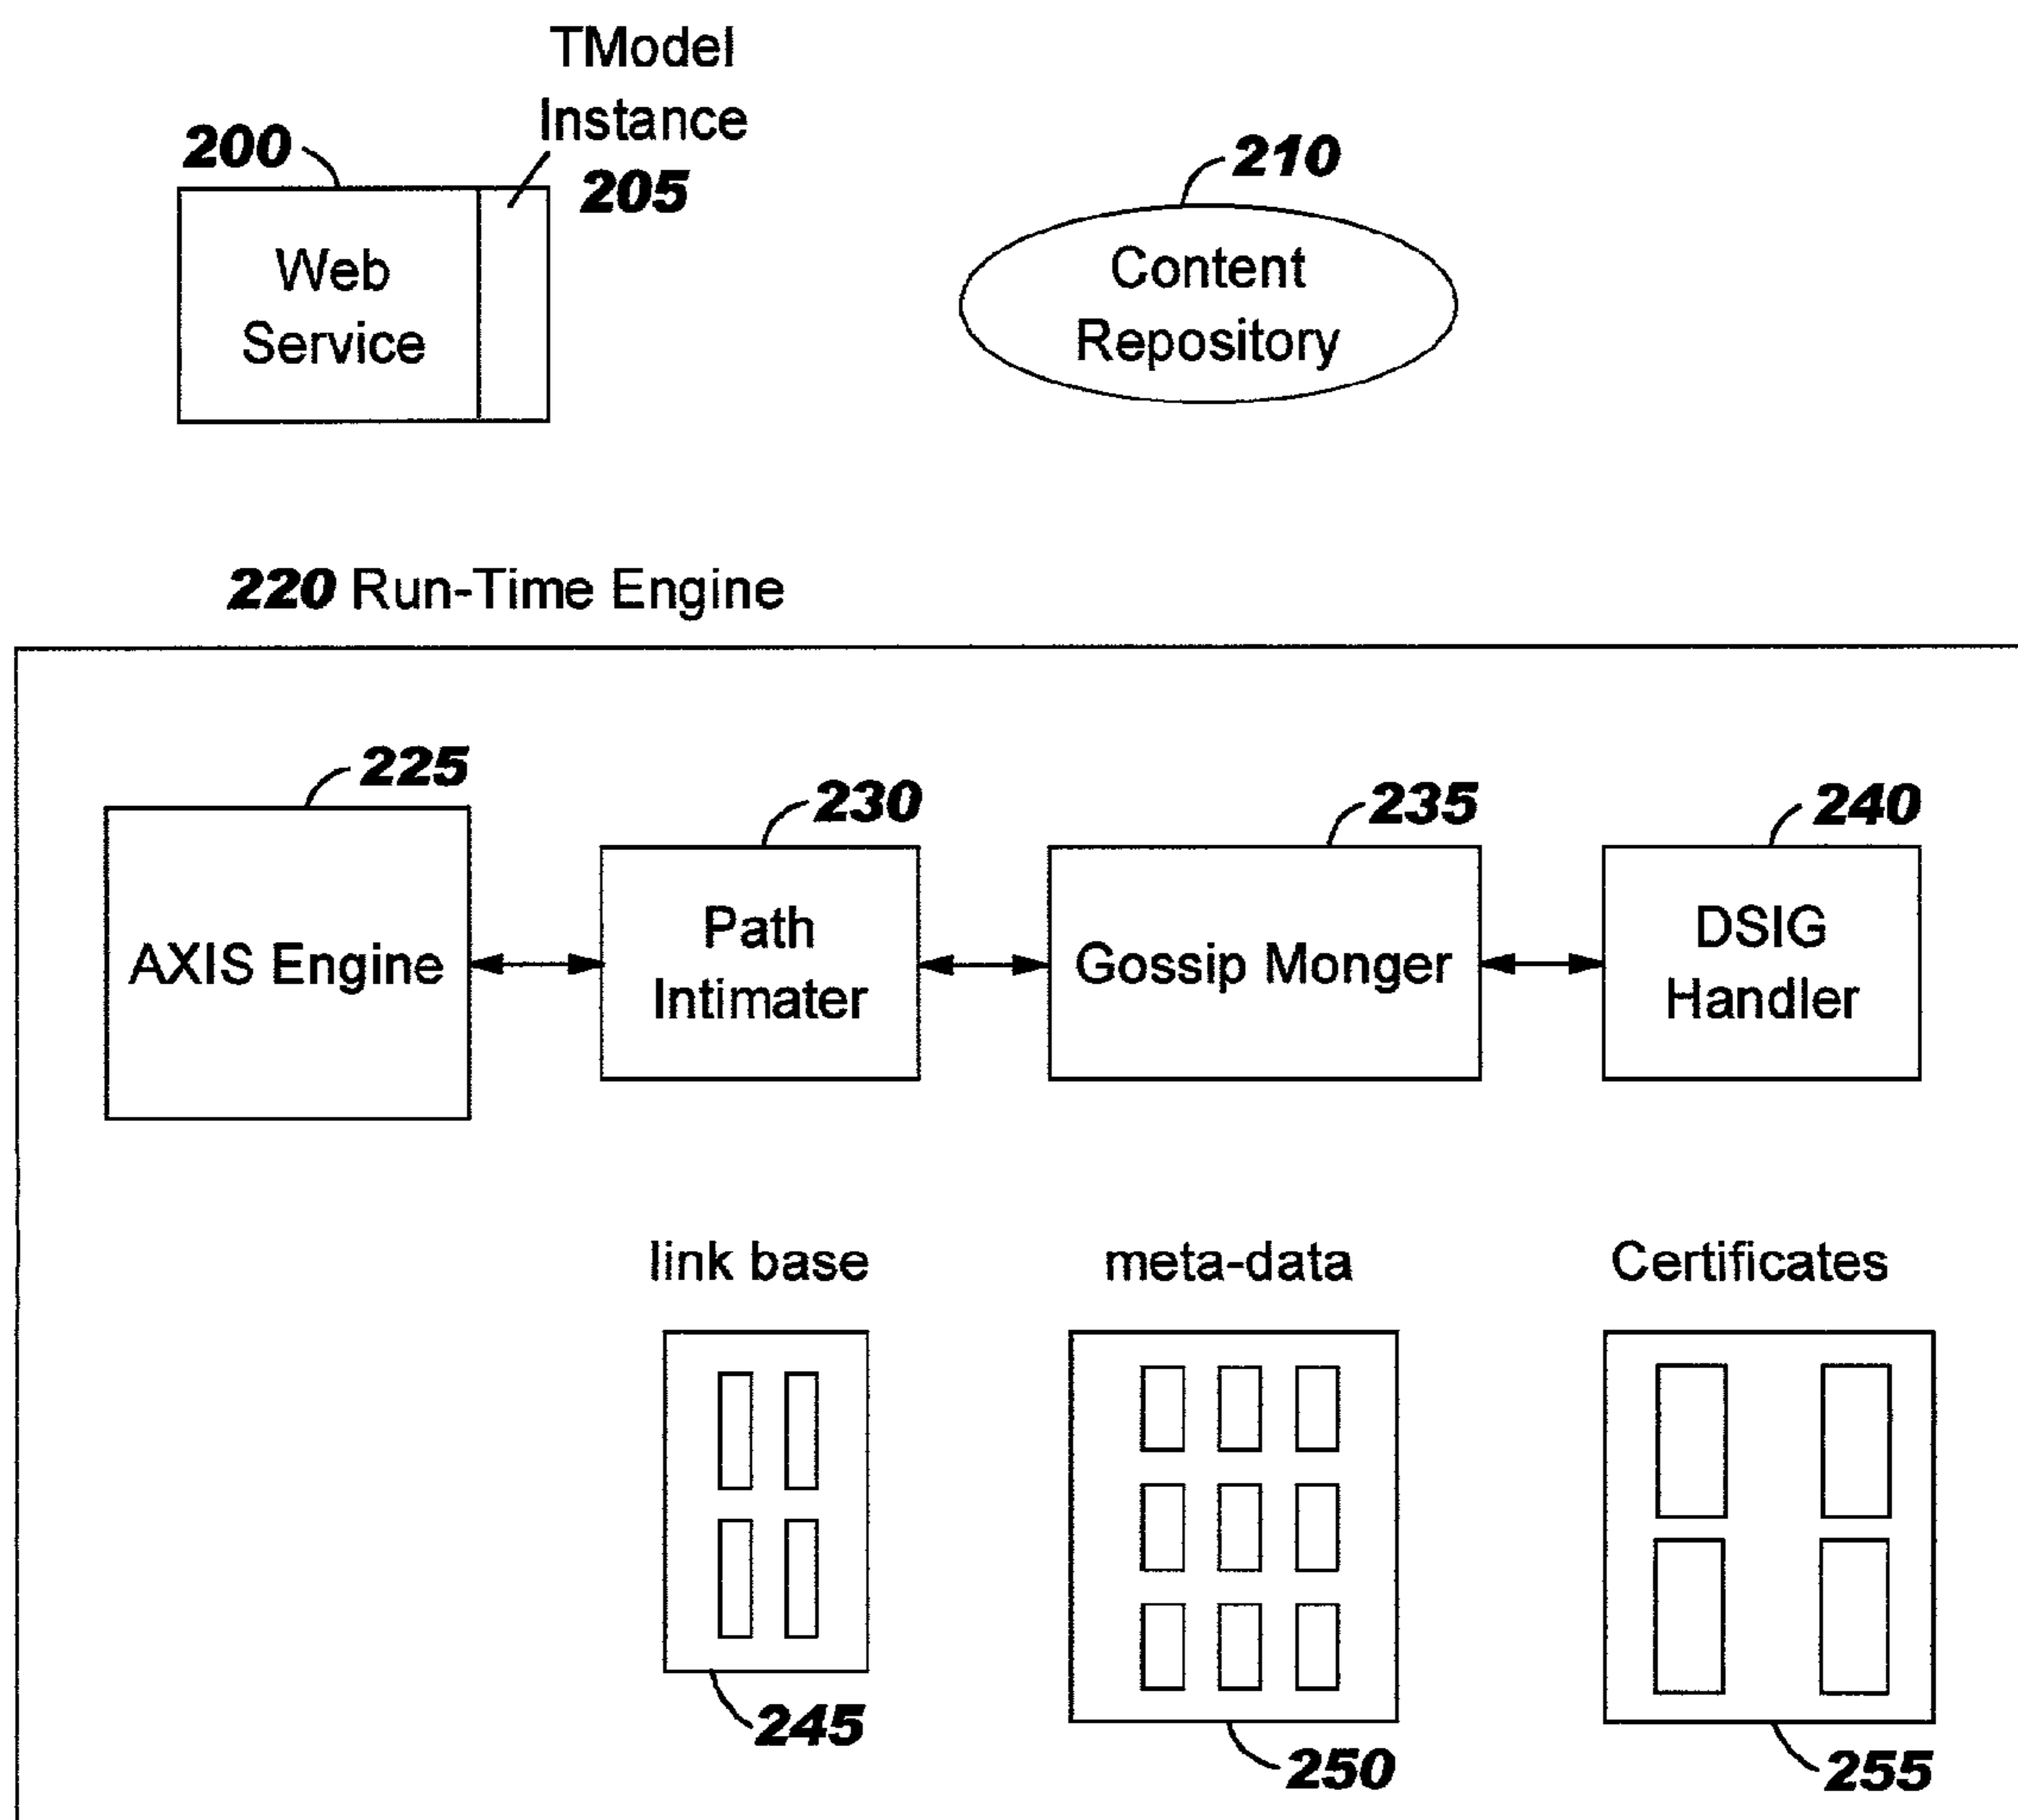 TModel
Instance
200
205
Web
Service
210
Content
Repository
220 Run-Time Engine
225
230
235
240
AXIS Engine
Path
Intimater
Gossip Monger
DSIG
Handler
link base
meta-data
Certificates
245
250
255